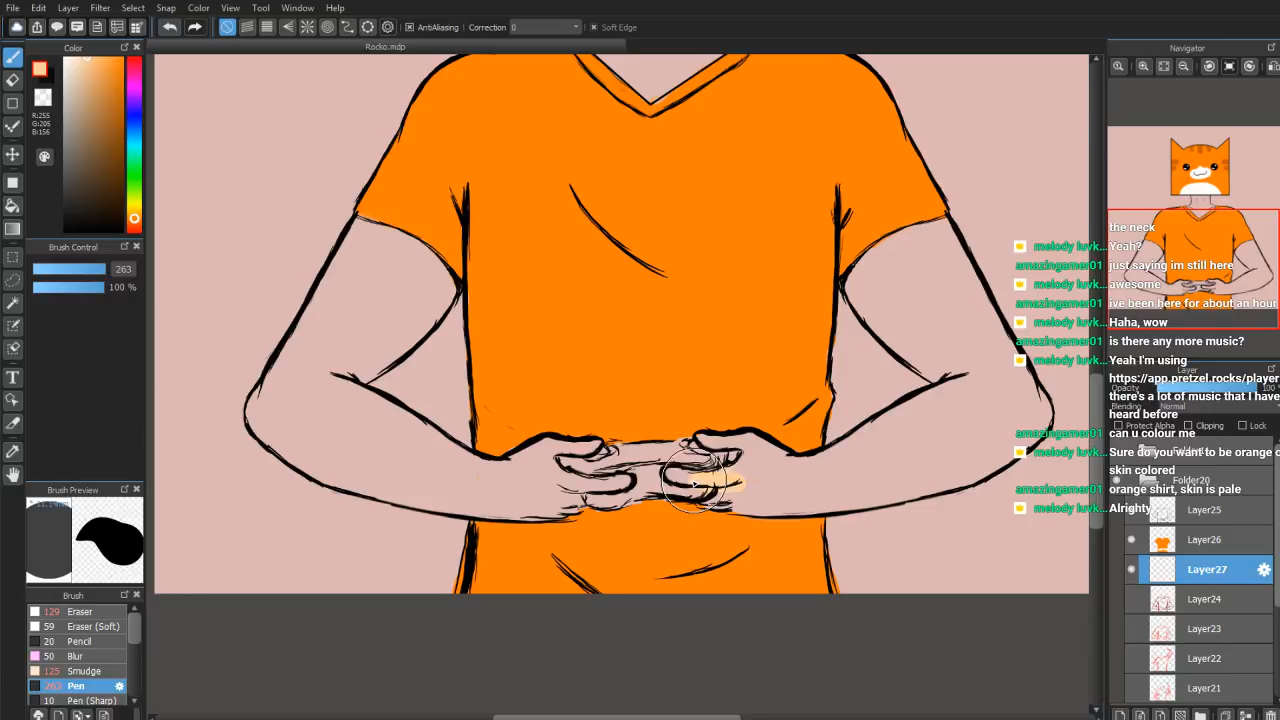 File Edit Layer Filter Select Snap Color View Tool Window Help
AntiAliasing Correction 0 Soft Edge
Color
Rocko.mdp
Navigator
R:255
G:205
B:156
Brush Control
263
100 %
the neck
melody luvk... Yeah?
amazingamer01 just saying im still here
melody luvk... awesome
amazingamer01 ive been here for about an hour
melody luvk... Haha, wow
amazingamer01 is there any more music?
melody luvk... Yeah I'm using
https://app.pretzel.rocks/player
there's a lot of music that I have
heard before
amazingamer01 can u colour me
melody luvk... Sure do you want to be orange or
skin colored
amazingamer01 orange shirt, skin is pale
melody luvk... Alrighty
Layer
Opacity 100 %
Blending Normal
Protect Alpha Clipping Lock
Folder20
Layer25
Layer26
Layer27
Layer24
Layer23
Layer22
Layer21
Brush Preview
Brush
129 Eraser
59 Eraser (Soft)
20 Pencil
50 Blur
125 Smudge
263 Pen
10 Pen (Sharp)